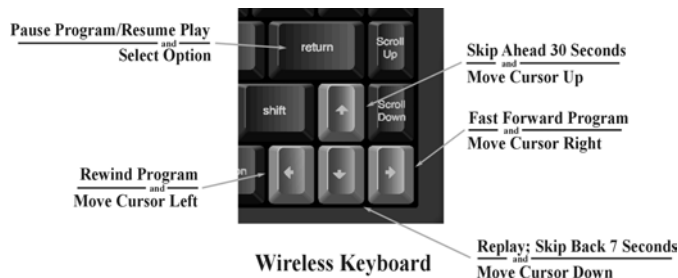 Pause Program/Resume Play
and
Select Option
return
Scroll
Up
Skip Ahead 30 Seconds
and
Move Cursor Up
shift
Scroll
Down
Fast Forward Program
and
Move Cursor Right
Rewind Program
and
Move Cursor Left
on
Replay; Skip Back 7 Seconds
and
Move Cursor Down
Wireless Keyboard